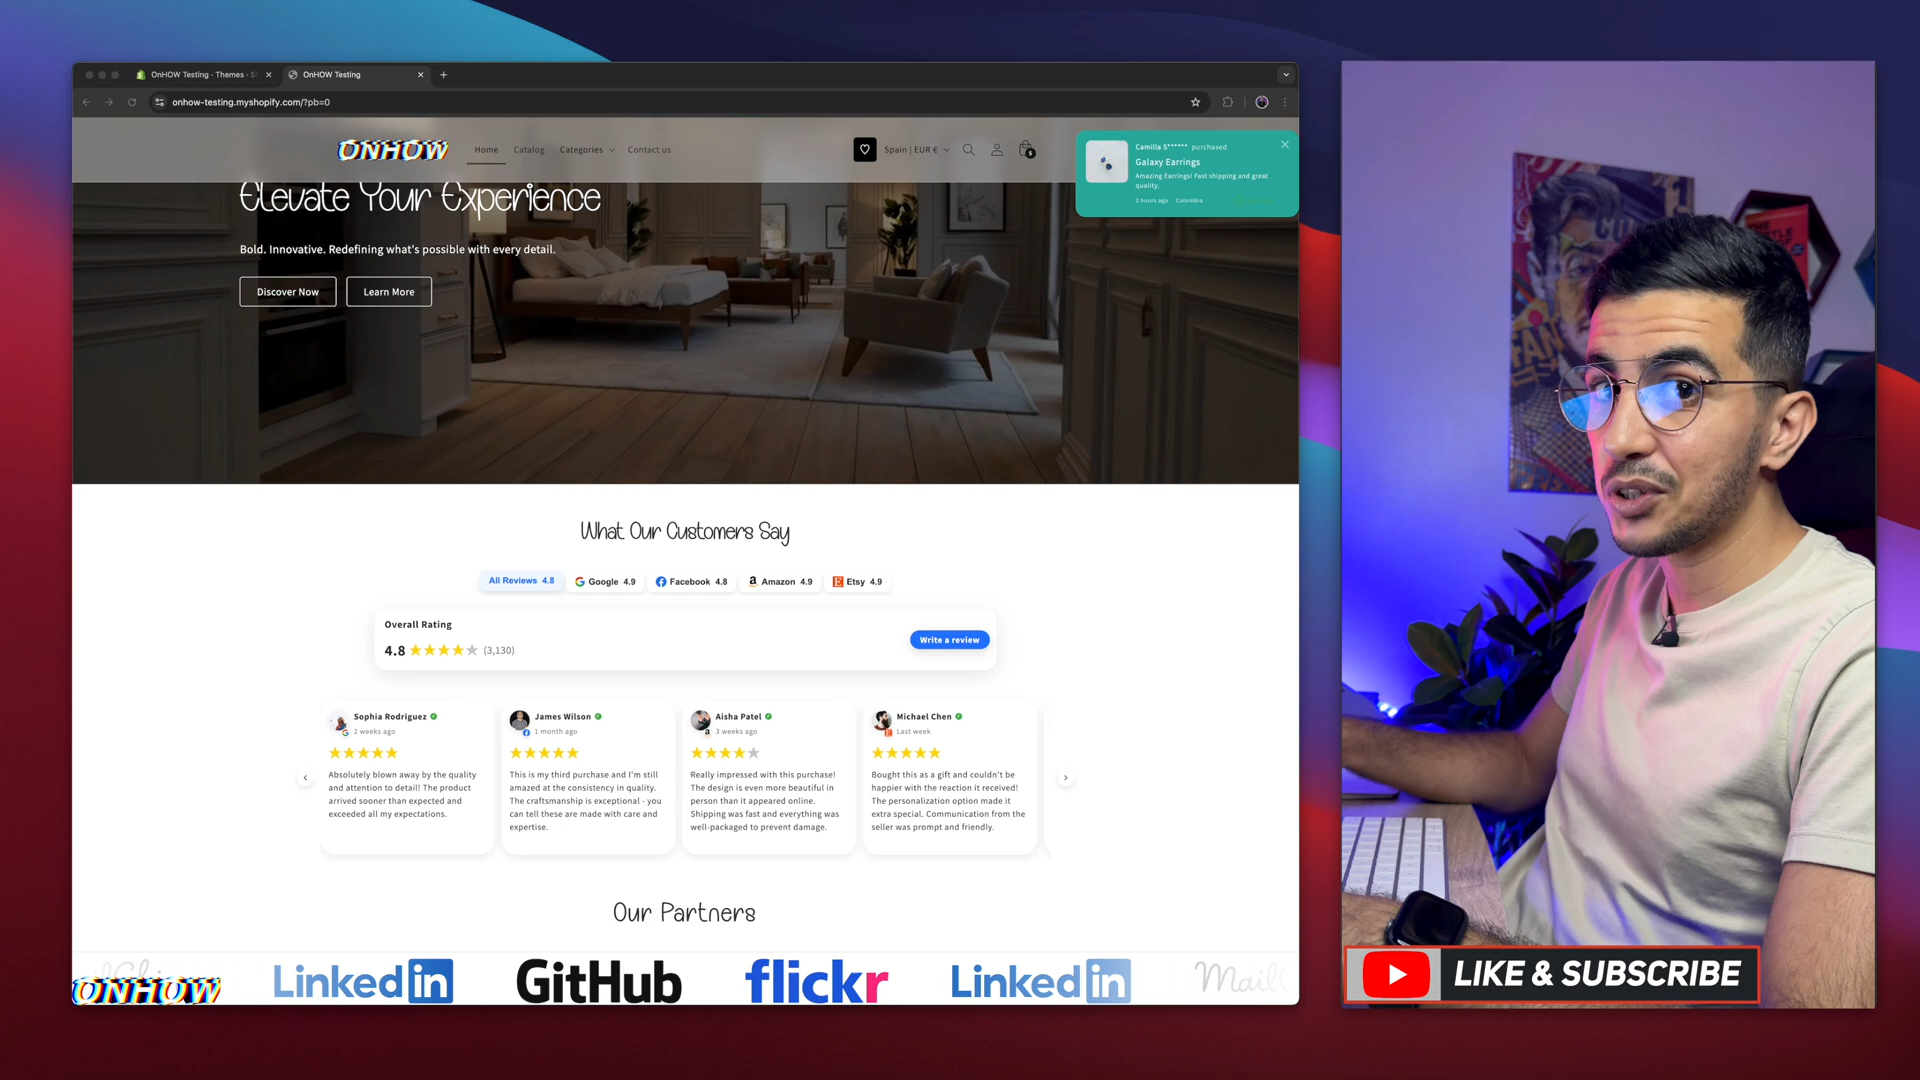 OnHOW Testing · Themes · S
OnHOW Testing
onhow-testing.myshopify.com/?pb=0
ONHOW
Home
Catalog
Categories
Contact us
Spain | EUR €
Camilla S****** purchased
Galaxy Earrings
Amazing Earrings! Fast shipping and great
quality.
2 hours ago Colombia
Elevate Your Experience
Bold. Innovative. Redefining what's possible with every detail.
Discover Now
Learn More
What Our Customers Say
All Reviews 4.8
Google 4.9
Facebook 4.8
Amazon 4.9
Etsy 4.9
Overall Rating
4.8
(3,130)
Write a review
Sophia Rodriguez
2 weeks ago
Absolutely blown away by the quality
and attention to detail! The product
arrived sooner than expected and
exceeded all my expectations.
James Wilson
1 month ago
This is my third purchase and I'm still
amazed at the consistency in quality.
The craftsmanship is exceptional - you
can tell these are made with care and
expertise.
Aisha Patel
3 weeks ago
Really impressed with this purchase!
The design is even more beautiful in
person than it appeared online.
Shipping was fast and everything was
well-packaged to prevent damage.
Michael Chen
Last week
Bought this as a gift and couldn't be
happier with the reaction it received!
The personalization option made it
extra special. Communication from the
seller was prompt and friendly.
Our Partners
ONHOW
LinkedIn
GitHub
flickr
LinkedIn
LIKE & SUBSCRIBE